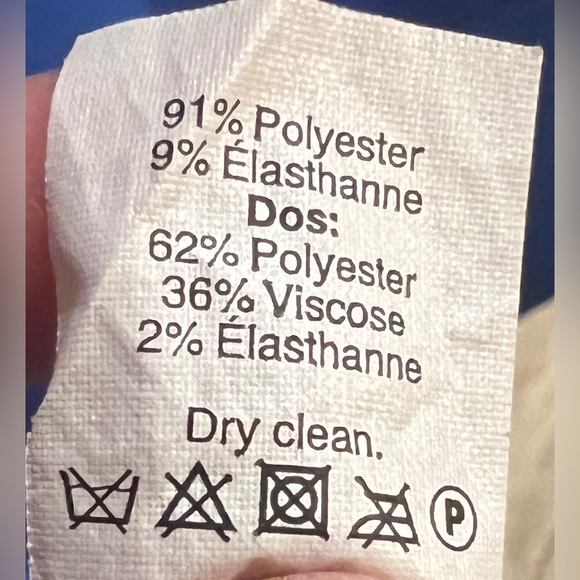 91% Polyester
9% Élasthanne
Dos:
62% Polyester
36% Viscose
2% Élasthanne
Dry clean.
P